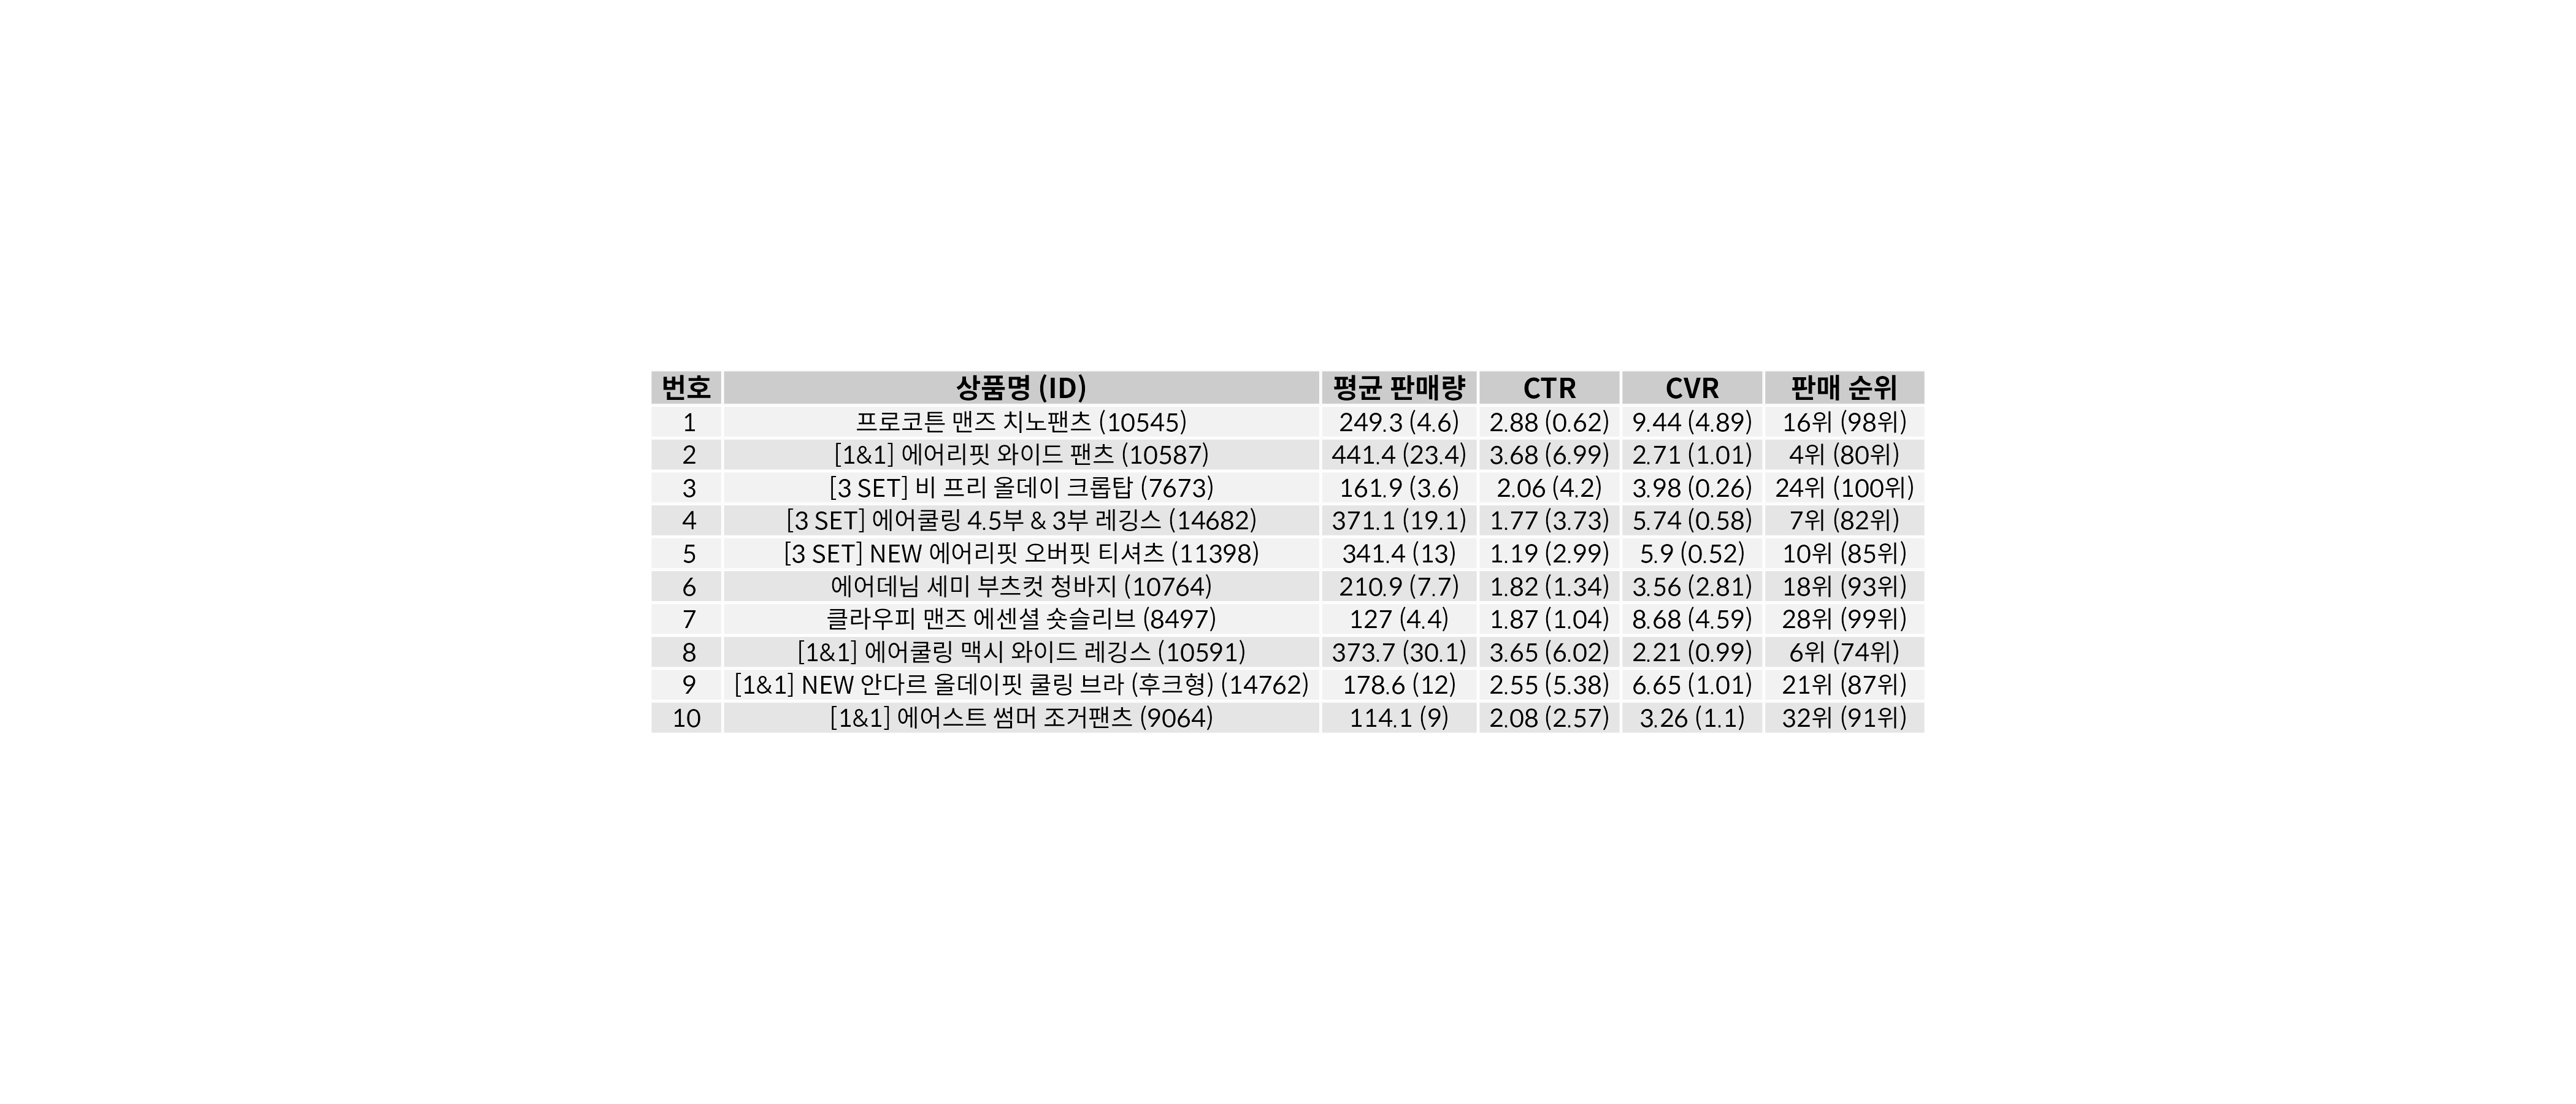 번호 상품명 (ID) 평균 판매량 CTR CVR 판매 순위
1 프로코튼 맨즈 치노팬츠 (10545) 249.3 (4.6) 2.88 (0.62) 9.44 (4.89) 16위 (98위)
2 [1&1] 에어리핏 와이드 팬츠 (10587) 441.4 (23.4) 3.68 (6.99) 2.71 (1.01) 4위 (80위)
3 [3 SET] 비 프리 올데이 크롭탑 (7673) 161.9 (3.6) 2.06 (4.2) 3.98 (0.26) 24위 (100위)
4 [3 SET] 에어쿨링 4.5부 & 3부 레깅스 (14682) 371.1 (19.1) 1.77 (3.73) 5.74 (0.58) 7위 (82위)
5 [3 SET] NEW 에어리핏 오버핏 티셔츠 (11398) 341.4 (13) 1.19 (2.99) 5.9 (0.52) 10위 (85위)
6 에어데님 세미 부츠컷 청바지 (10764) 210.9 (7.7) 1.82 (1.34) 3.56 (2.81) 18위 (93위)
7 클라우피 맨즈 에센셜 숏슬리브 (8497) 127 (4.4) 1.87 (1.04) 8.68 (4.59) 28위 (99위)
8 [1&1] 에어쿨링 맥시 와이드 레깅스 (10591) 373.7 (30.1) 3.65 (6.02) 2.21 (0.99) 6위 (74위)
9 [1&1] NEW 안다르 올데이핏 쿨링 브라 (후크형) (14762) 178.6 (12) 2.55 (5.38) 6.65 (1.01) 21위 (87위)
10 [1&1] 에어스트 썸머 조거팬츠 (9064) 114.1 (9) 2.08 (2.57) 3.26 (1.1) 32위 (91위)